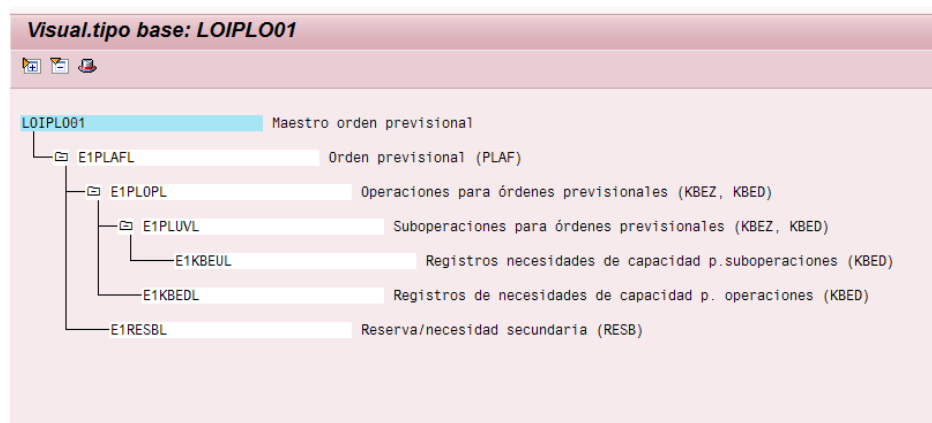 Visual.tipo base: LOIPLO01
LOIPLO01 Maestro orden previsional
E1PLAFL Orden previsional (PLAF)
E1PLOPL Operaciones para órdenes previsionales (KBEZ, KBED)
E1PLUVL Suboperaciones para órdenes previsionales (KBEZ, KBED)
E1KBEUL Registros necesidades de capacidad p.suboperaciones (KBED)
E1KBEDL Registros de necesidades de capacidad p. operaciones (KBED)
E1RESBL Reserva/necesidad secundaria (RESB)